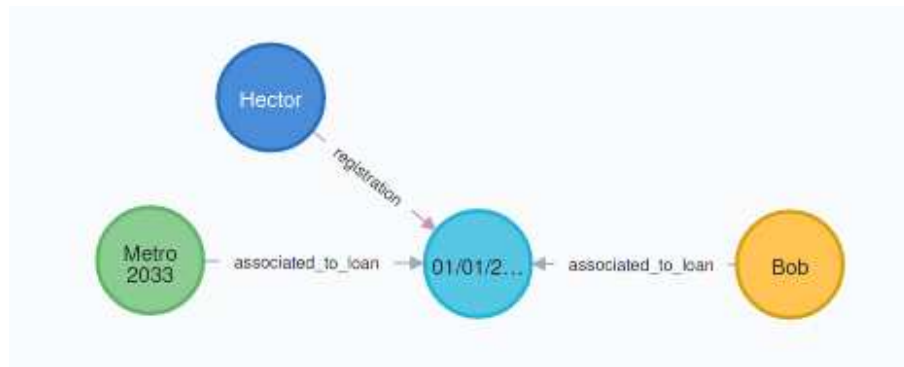 Hector
registration
Metro
2033
associated_to_loan
01/01/2...
associated_to_loan
Bob